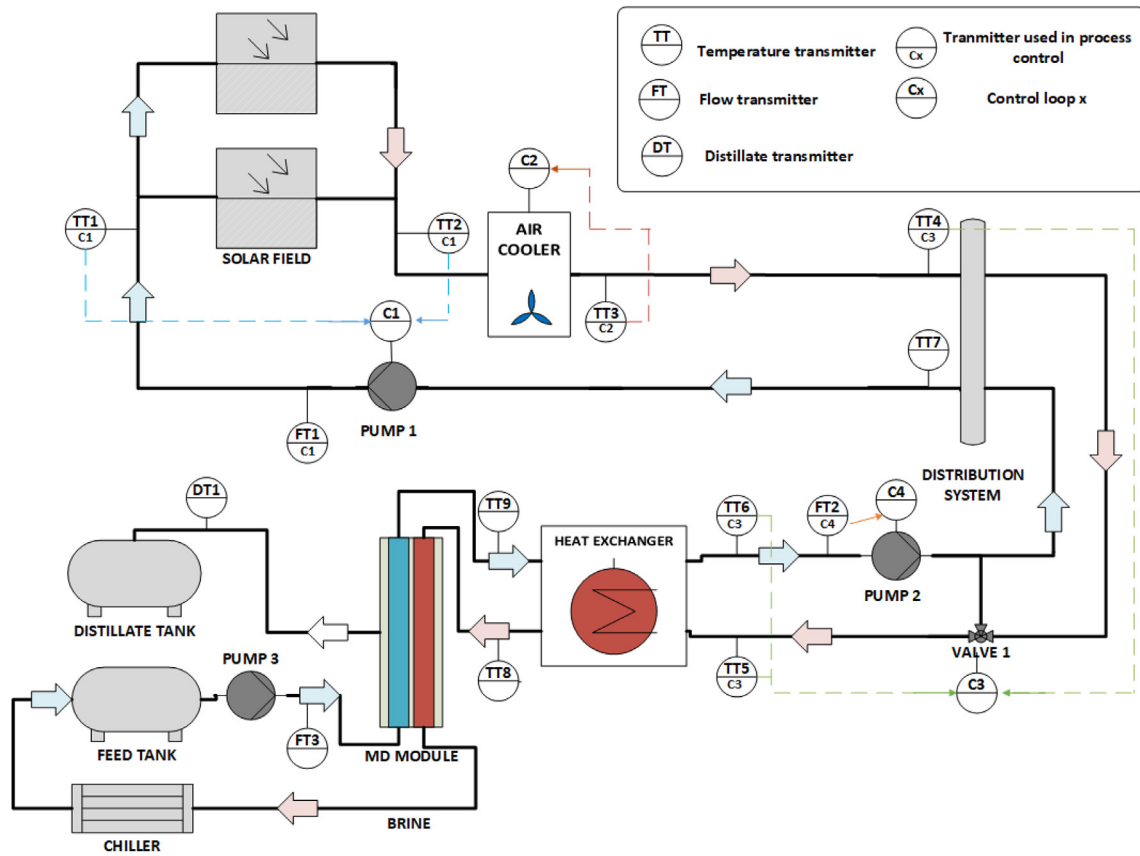 TT
Temperature transmitter
Cx
Tranmitter used in process
control
FT
Flow transmitter
Cx
Control loop x
DT
Distillate transmitter
C2
TT1
C1
TT2
C1
AIR
COOLER
TT4
C3
SOLAR FIELD
C1
TT3
C2
TT7
PUMP 1
FT1
C1
DISTRIBUTION
SYSTEM
DT1
TT9
TT6
C3
FT2
C4
C4
HEAT EXCHANGER
PUMP 2
DISTILLATE TANK
PUMP 3
TT8
TT5
C3
VALVE 1
C3
FT3
FEED TANK
MD MODULE
BRINE
CHILLER